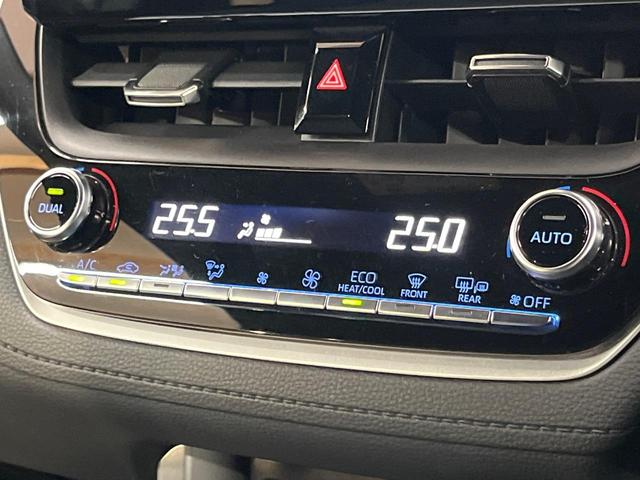 DUAL
25.5
25.0
AUTO
A/C
ECO
HEAT/COOL
FRONT
REAR
OFF